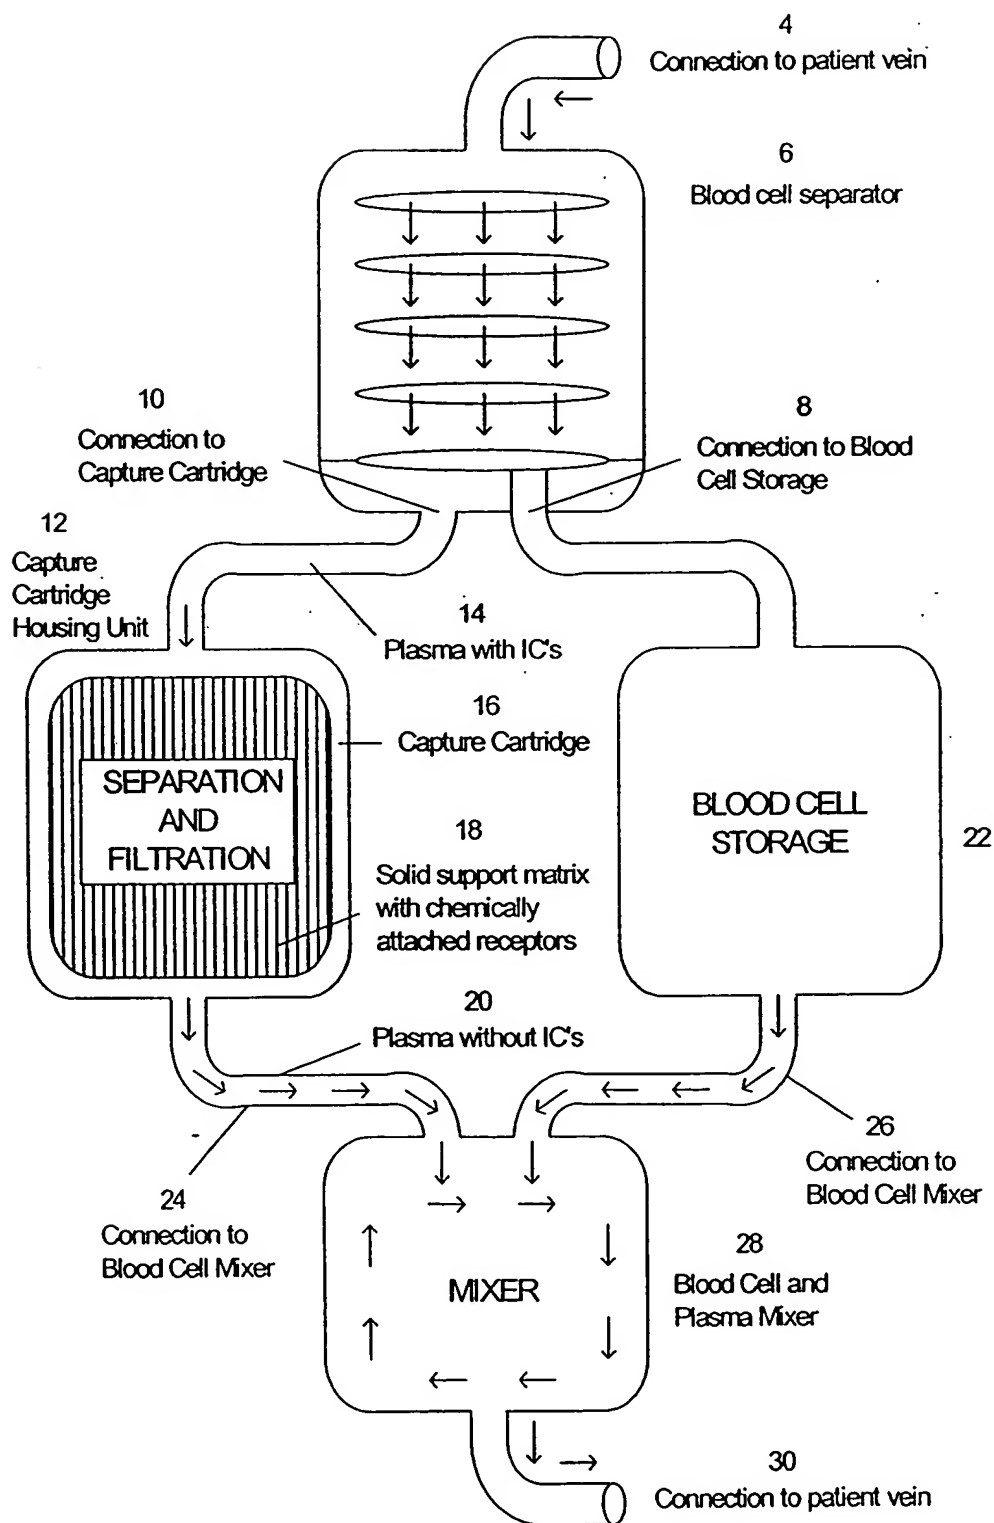 4
Connection to patient vein
6
Blood cell separator
10
Connection to
Capture Cartridge
8
Connection to Blood
Cell Storage
12
Capture
Cartridge
Housing Unit
14
Plasma with IC's
16
Capture Cartridge
SEPARATION
AND
FILTRATION
18
Solid support matrix
with chemically
attached receptors
BLOOD CELL
STORAGE
22
20
Plasma without IC's
24
Connection to
Blood Cell Mixer
26
Connection to
Blood Cell Mixer
MIXER
28
Blood Cell and
Plasma Mixer
30
Connection to patient vein